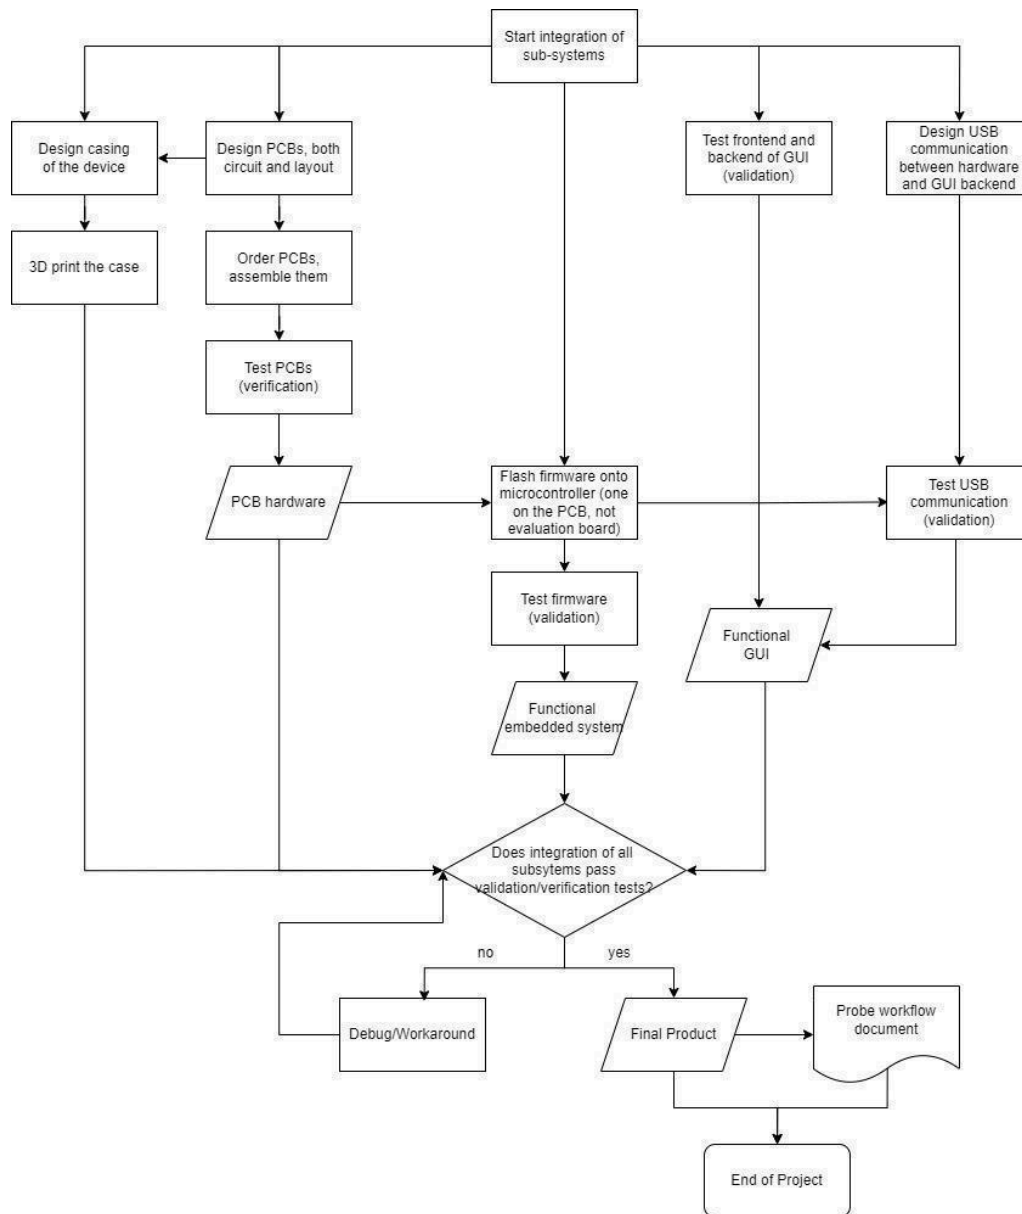 Start integration of
sub-systems
Design casing
of the device
Design PCBs, both
circuit and layout
Test frontend and
backend of GUI
(validation)
Design USB
communication
between hardware
and GUI backend
3D print the case
Order PCBs,
assemble them
Test PCBs
(verification)
PCB hardware
Flash firmware onto
microcontroller (one
on the PCB, not
evaluation board)
Test USB
communication
(validation)
Test firmware
(validation)
Functional
GUI
Functional
embedded system
Does integration of all
subsytems pass
validation/verification tests?
no
yes
Debug/Workaround
Final Product
Probe workflow
document
End of Project